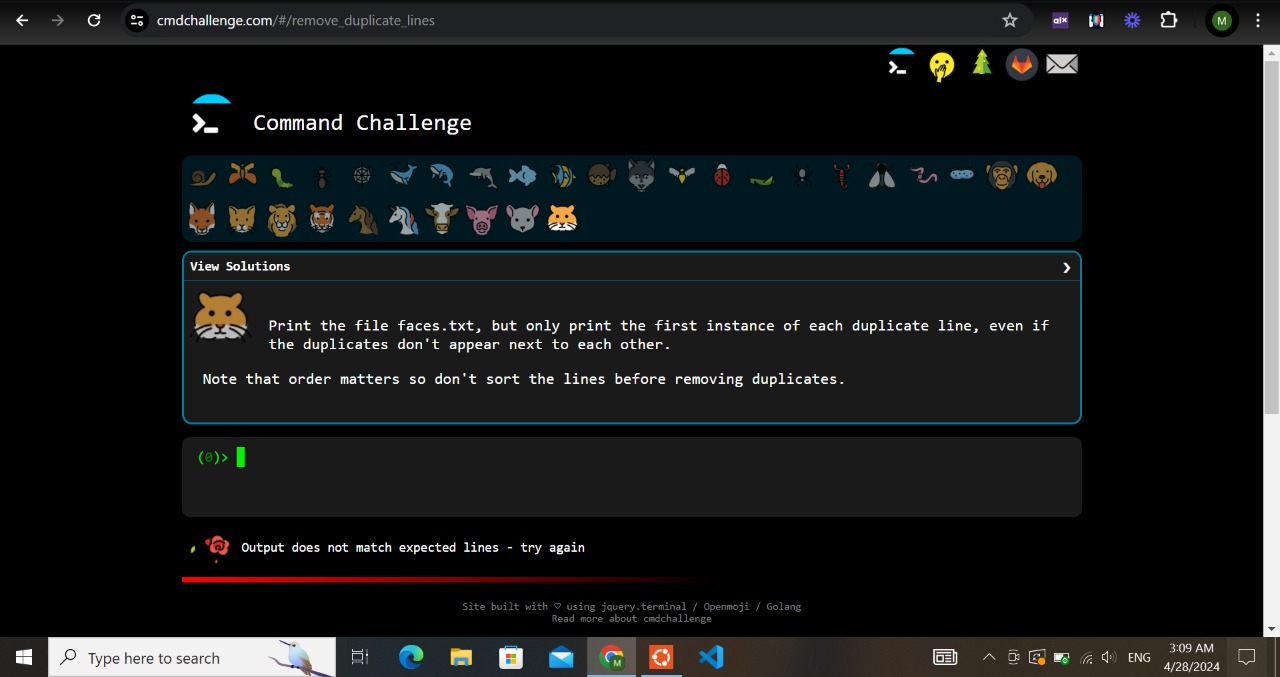 cmdchallenge.com/#/remove_duplicate_lines
alx
M
Command Challenge
View Solutions
Print the file faces.txt, but only print the first instance of each duplicate line, even if
the duplicates don't appear next to each other.
Note that order matters so don't sort the lines before removing duplicates.
(0)>
Output does not match expected lines - try again
Site built with ♡ using jquery.terminal / Openmoji / Golang
Read more about cmdchallenge
Type here to search
M
ENG
3:09 AM
4/28/2024